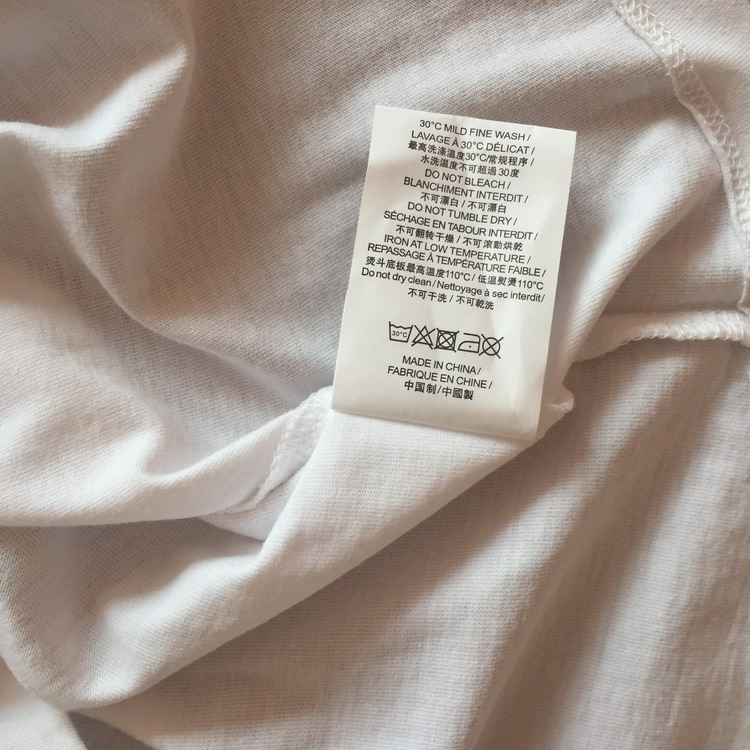 30°C MILD FINE WASH /
LAVAGE À 30°C DÉLICAT /
最高洗涤温度30°C/常规程序 /
水洗溫度不可超過 30度
DO NOT BLEACH /
BLANCHIMENT INTERDIT /
不可漂白 / 不可漂白
DO NOT TUMBLE DRY /
SÉCHAGE EN TABOUR INTERDIT /
不可翻转干燥 / 不可滾動烘乾
IRON AT LOW TEMPERATURE /
REPASSAGE À TEMPÉRATURE FAIBLE /
熨斗底板最高温度110°C / 低溫熨燙110°C
Do not dry clean / Nettoyage à sec interdit/
不可干洗 / 不可乾洗
30°C
MADE IN CHINA /
FABRIQUE EN CHINE /
中国制/中國製